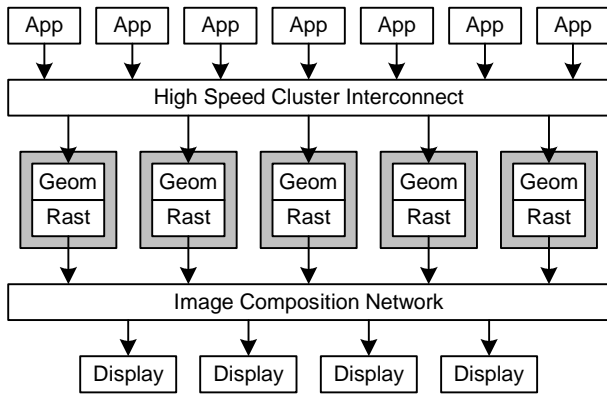 App App App App App App App
High Speed Cluster Interconnect
Geom Geom Geom Geom Geom
Rast Rast Rast Rast Rast
Image Composition Network
Display Display Display Display